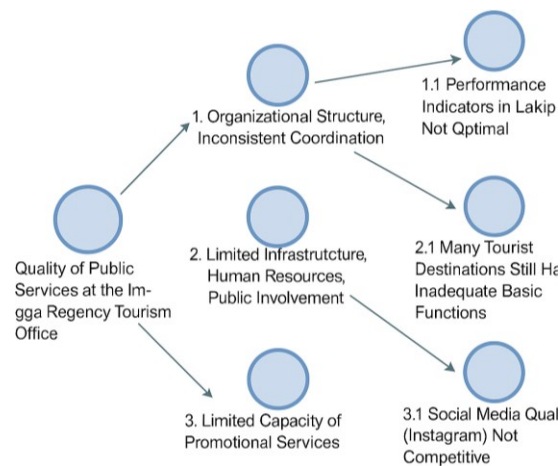 Quality of Public
Services at the Im-
gga Regency Tourism
Office
1. Organizational Structure,
Inconsistent Coordination
2. Limited Infrastrutcture,
Human Resources,
Public Involvement
3. Limited Capacity of
Promotional Services
1.1 Performance
Indicators in Lakip
Not Qptimal
2.1 Many Tourist
Destinations Still Ha
Inadequate Basic
Functions
3.1 Social Media Qual
(Instagram) Not
Competitive